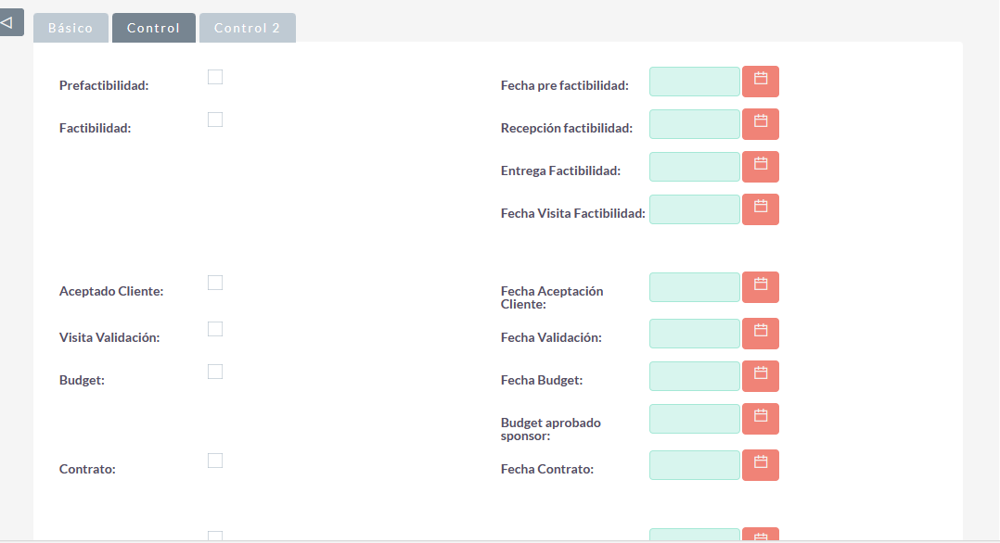 Básico Control Control 2
Prefactibilidad: Fecha pre factibilidad:
Factibilidad: Recepción factibilidad:
Entrega Factibilidad:
Fecha Visita Factibilidad:
Aceptado Cliente: Fecha Aceptación
Cliente:
Visita Validación: Fecha Validación:
Budget: Fecha Budget:
Budget aprobado
sponsor:
Contrato: Fecha Contrato: